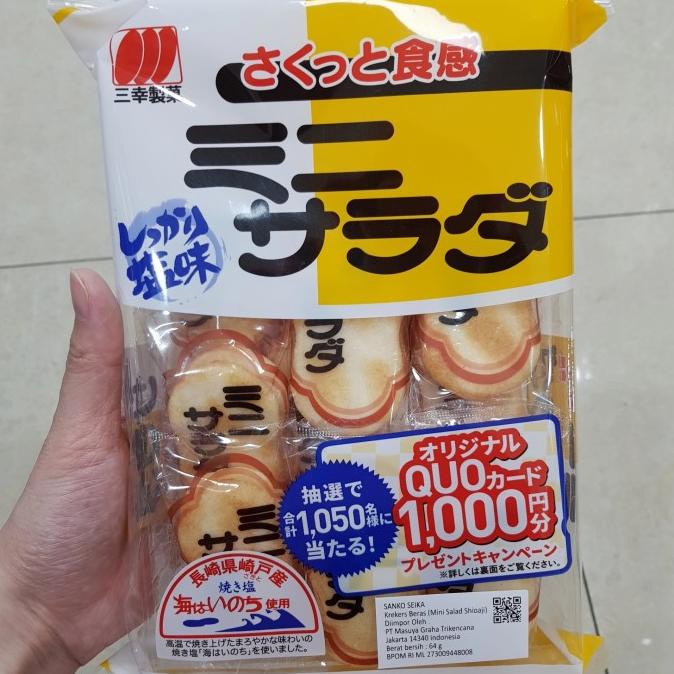 三幸製菓
さくっと食感
ミニ
サラダ
しっかり
塩味
サラダ
ミニ
サラ
ミニ
サ
ダ
オリジナル
QUOカード
1,000円分
プレゼントキャンペーン
※詳しくは裏面をご覧ください。
抽選で
合計1,050名様に
当たる!
長崎県崎戸産
さきと
焼き塩
海はいのち使用
高温で焼き上げたまろやかな味わいの
焼き塩「海はいのち」を使いました。
SANKO SEIKA
Krekers Beras (Mini Salad Shioaji)
Diimpor Oleh
PT Masuya Graha Trikencana
Jakarta 14340 Indonesia
Berat bersih : 64 g
BPOM RI ML 273009448008